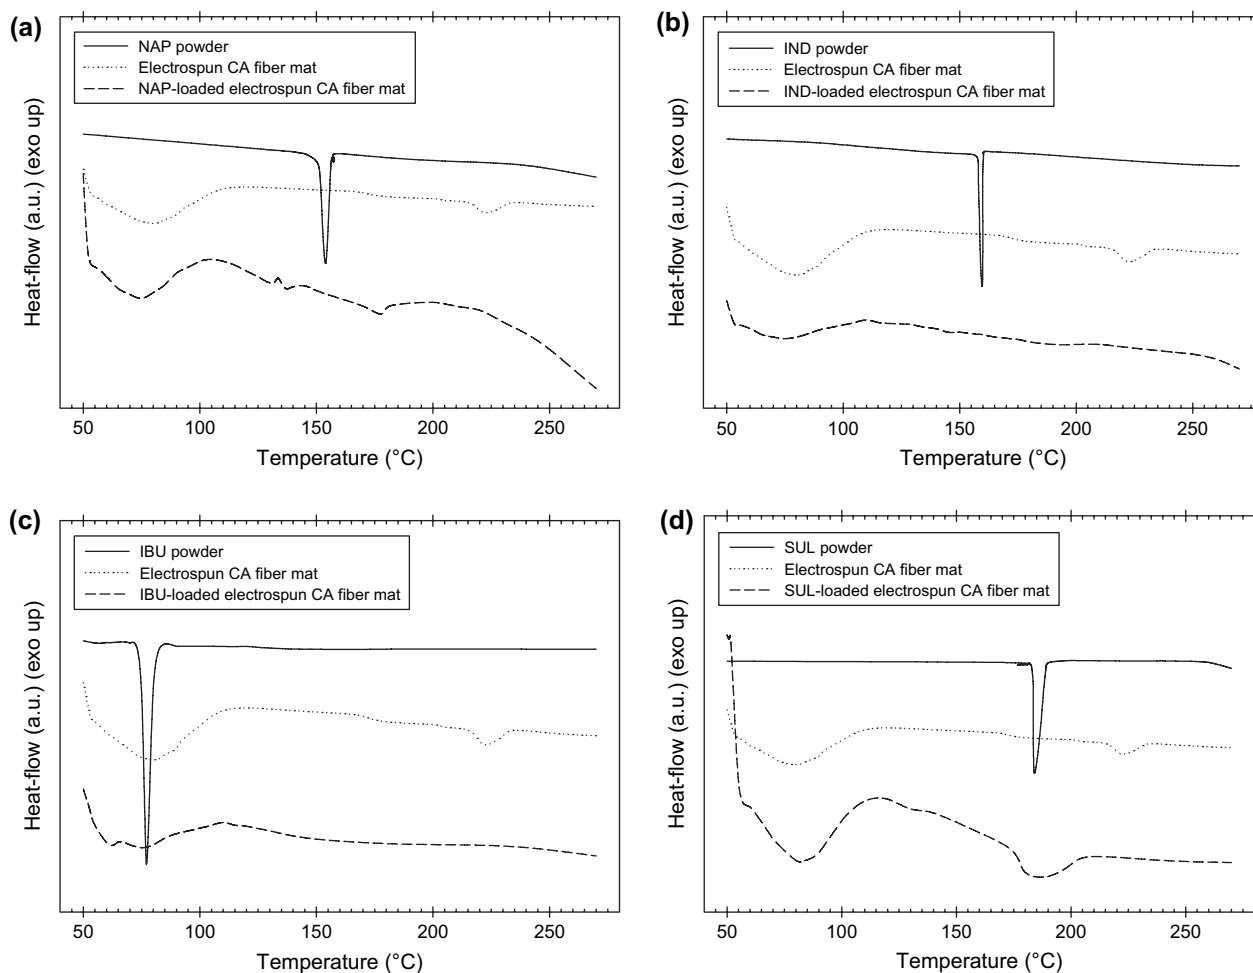 (a)
NAP powder
Electrospun CA fiber mat
NAP-loaded electrospun CA fiber mat
Heat-flow (a.u.) (exo up)
50 100 150 200 250
Temperature (°C)
(b)
IND powder
Electrospun CA fiber mat
IND-loaded electrospun CA fiber mat
Heat-flow (a.u.) (exo up)
50 100 150 200 250
Temperature (°C)
(c)
IBU powder
Electrospun CA fiber mat
IBU-loaded electrospun CA fiber mat
Heat-flow (a.u.) (exo up)
50 100 150 200 250
Temperature (°C)
(d)
SUL powder
Electrospun CA fiber mat
SUL-loaded electrospun CA fiber mat
Heat-flow (a.u.) (exo up)
50 100 150 200 250
Temperature (°C)